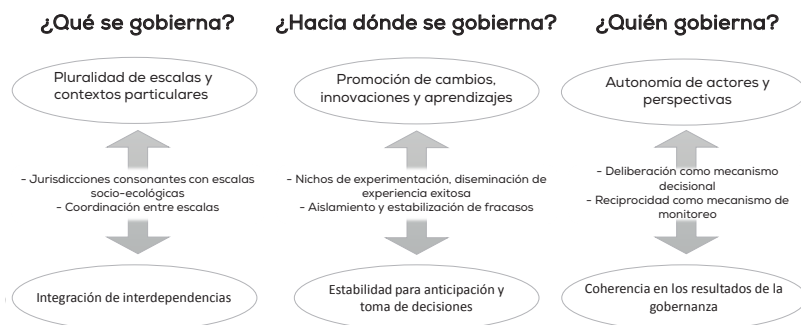 ¿Qué se gobierna?
Pluralidad de escalas y
contextos particulares
- Jurisdicciones consonantes con escalas
socio-ecológicas
- Coordinación entre escalas
Integración de interdependencias
¿Hacia dónde se gobierna?
Promoción de cambios,
innovaciones y aprendizajes
- Nichos de experimentación, diseminación de
experiencia exitosa
- Aislamiento y estabilización de fracasos
Estabilidad para anticipación y
toma de decisiones
¿Quién gobierna?
Autonomía de actores y
perspectivas
- Deliberación como mecanismo
decisional
- Reciprocidad como mecanismo de
monitoreo
Coherencia en los resultados de la
gobernanza